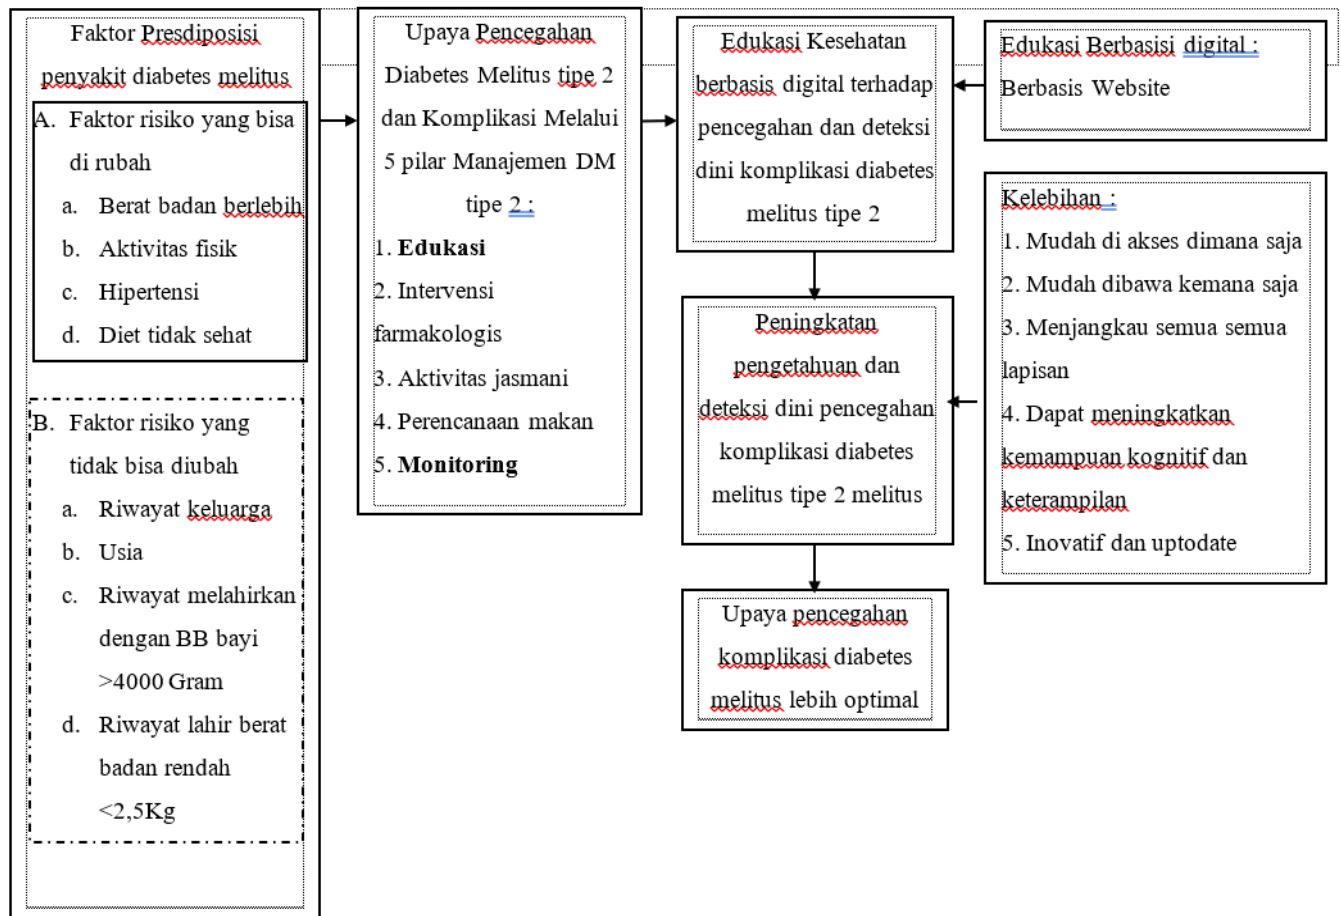 Faktor Presdiposisi
penyakit diabetes melitus
A. Faktor risiko yang bisa
di rubah
a. Berat badan berlebih
b. Aktivitas fisik
c. Hipertensi
d. Diet tidak sehat
B. Faktor risiko yang
tidak bisa diubah
a. Riwayat keluarga
b. Usia
c. Riwayat melahirkan
dengan BB bayi
>4000 Gram
d. Riwayat lahir berat
badan rendah
<2,5Kg
Upaya Pencegahan
Diabetes Melitus tipe 2
dan Komplikasi Melalui
5 pilar Manajemen DM
tipe 2 :
1. Edukasi
2. Intervensi
farmakologis
3. Aktivitas jasmani
4. Perencanaan makan
5. Monitoring
Edukasi Kesehatan
berbasis digital terhadap
pencegahan dan deteksi
dini komplikasi diabetes
melitus tipe 2
Peningkatan
pengetahuan dan
deteksi dini pencegahan
komplikasi diabetes
melitus tipe 2 melitus
Upaya pencegahan
komplikasi diabetes
melitus lebih optimal
Edukasi Berbasisi digital :
Berbasis Website
Kelebihan :
1. Mudah di akses dimana saja
2. Mudah dibawa kemana saja
3. Menjangkau semua semua
lapisan
4. Dapat meningkatkan
kemampuan kognitif dan
keterampilan
5. Inovatif dan uptodate